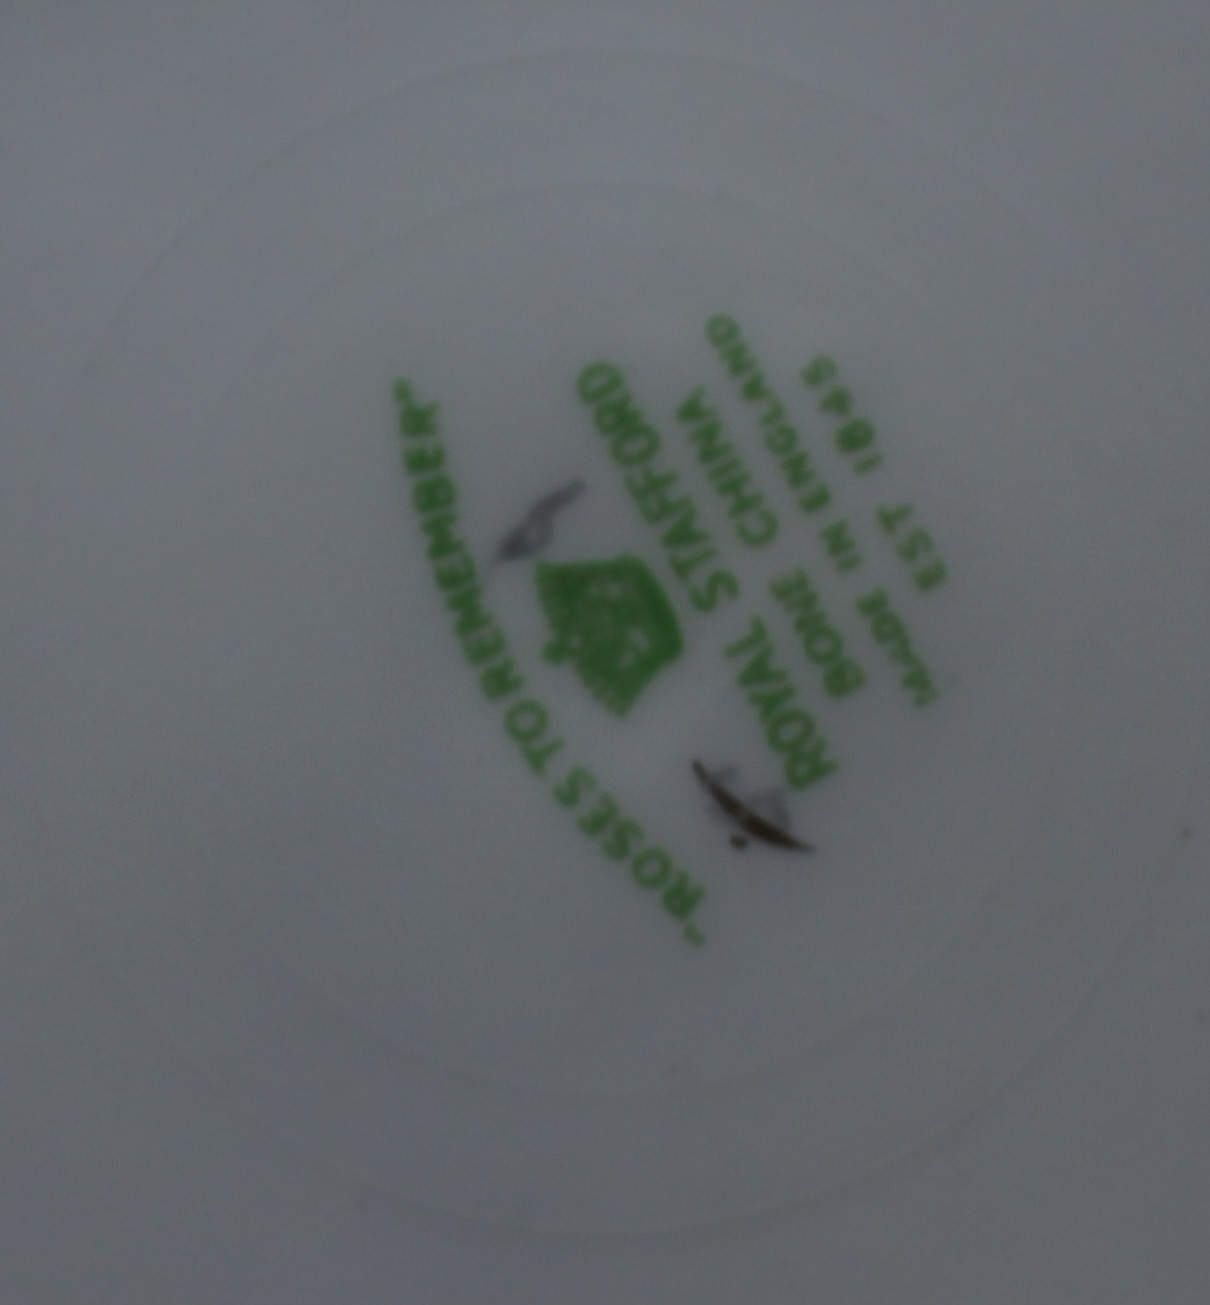 "ROSES TO REMEMBER"
ROYAL STAFFORD
BONE CHINA
MADE IN ENGLAND
EST 1845